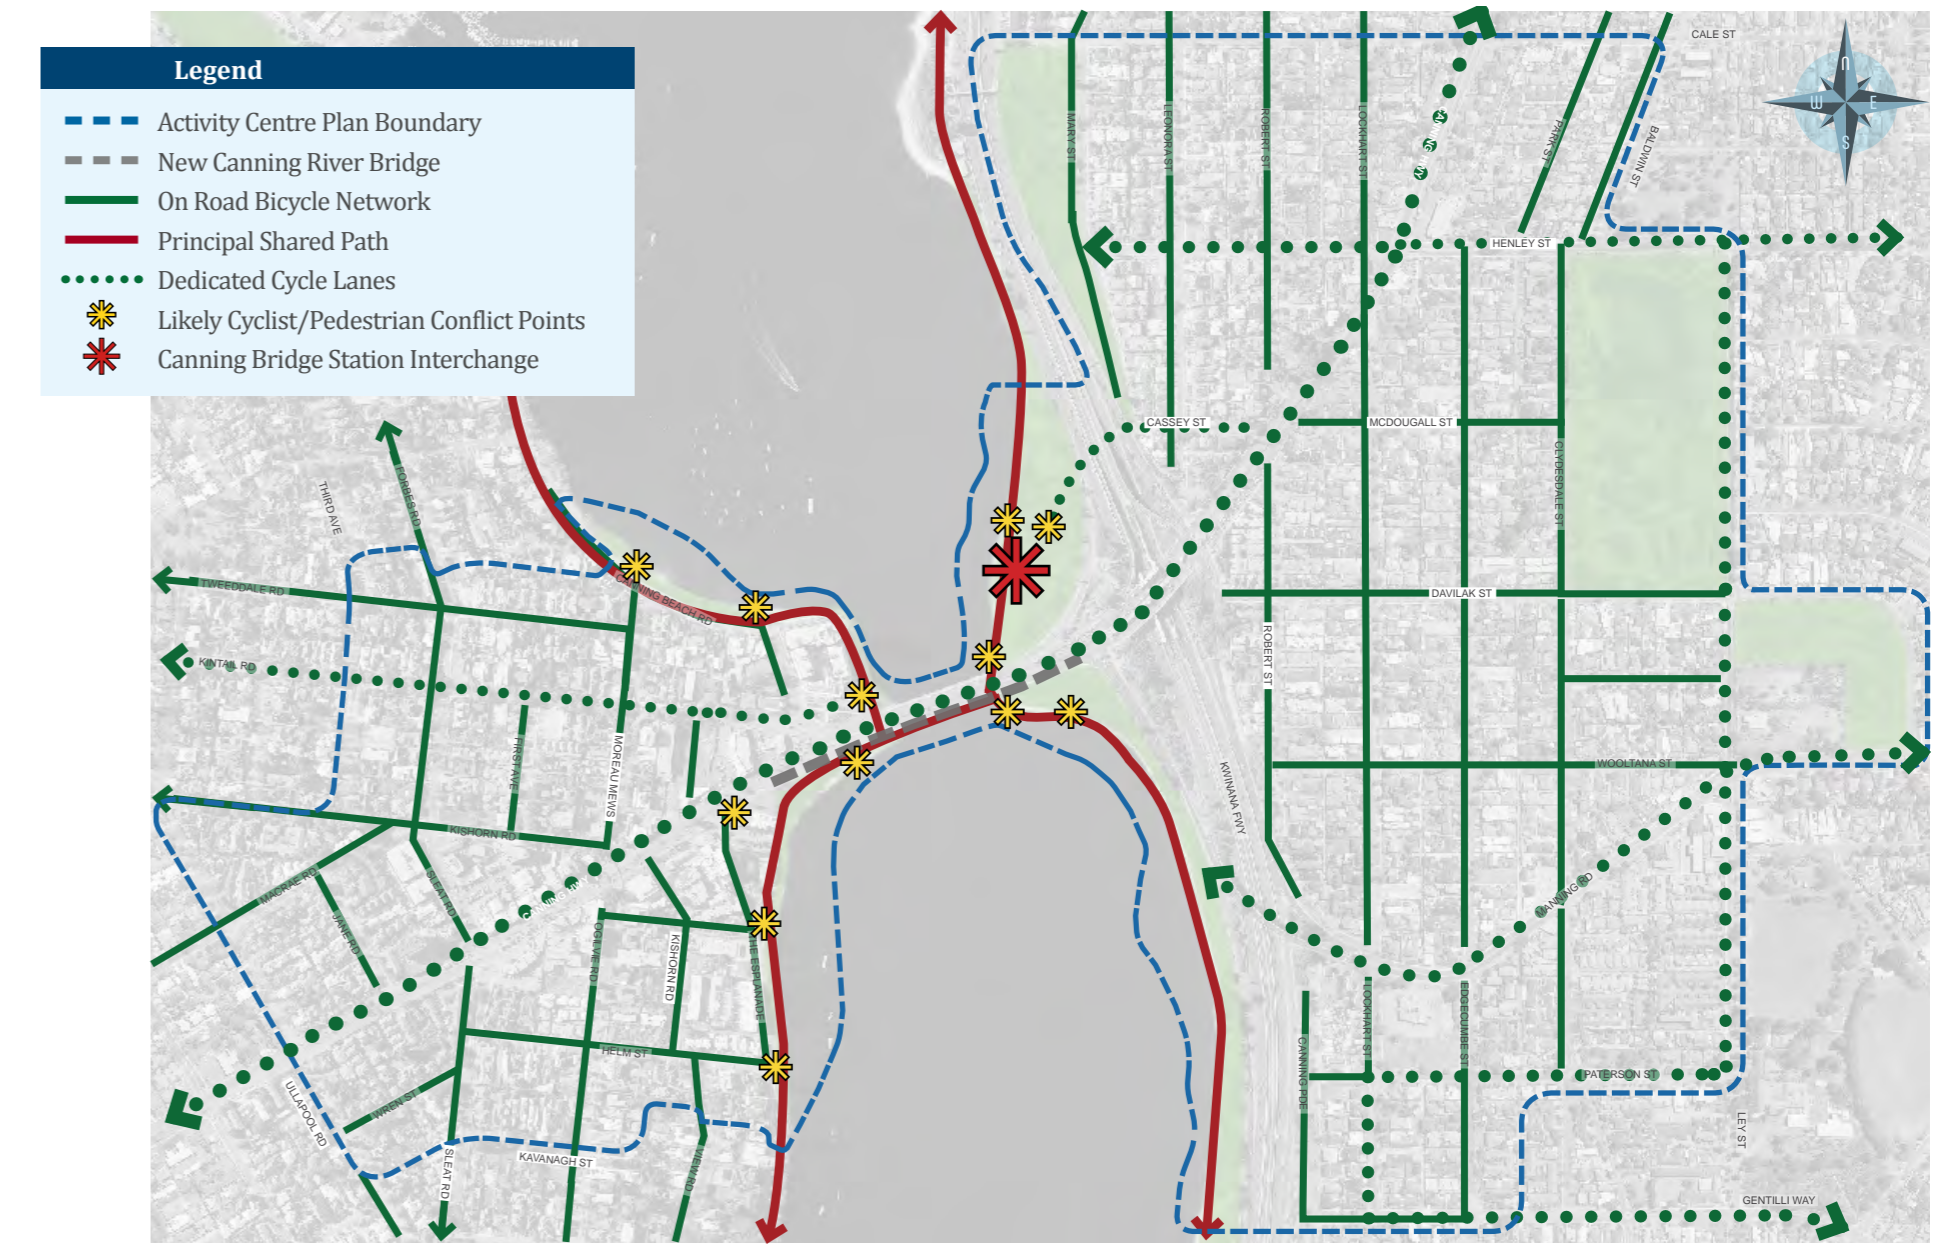 Legend
Activity Centre Plan Boundary
New Canning River Bridge
On Road Bicycle Network
Principal Shared Path
Dedicated Cycle Lanes
Likely Cyclist/Pedestrian Conflict Points
Canning Bridge Station Interchange
CALE ST
N
W
E
S
MARY ST
LEONORA ST
ROBERT ST
LOCKHART ST
CANNING HWY
PARK ST
BALDWIN ST
HENLEY ST
CASSEY ST
MCDOUGALL ST
CLYDESDALE ST
THIRD AVE
FORBES RD
TWEEDDALE RD
CANNING BEACH RD
DAVILAK ST
KINTAIL RD
ROBERT ST
FIRST AVE
MOREAU MEWS
KWINANA FWY
WOOLTANA ST
KISHORN RD
MACRAE RD
JANE RD
SLEAT RD
CANNING HWY
OGILVIE RD
KISHORN RD
THE ESPLANADE
MANNING RD
LOCKHART ST
EDGECUMBE ST
CANNING PDE
HELM ST
PATERSON ST
ULLAPOOL RD
WREN ST
SLEAT RD
KAVANAGH ST
VIEW RD
LEY ST
GENTILLI WAY